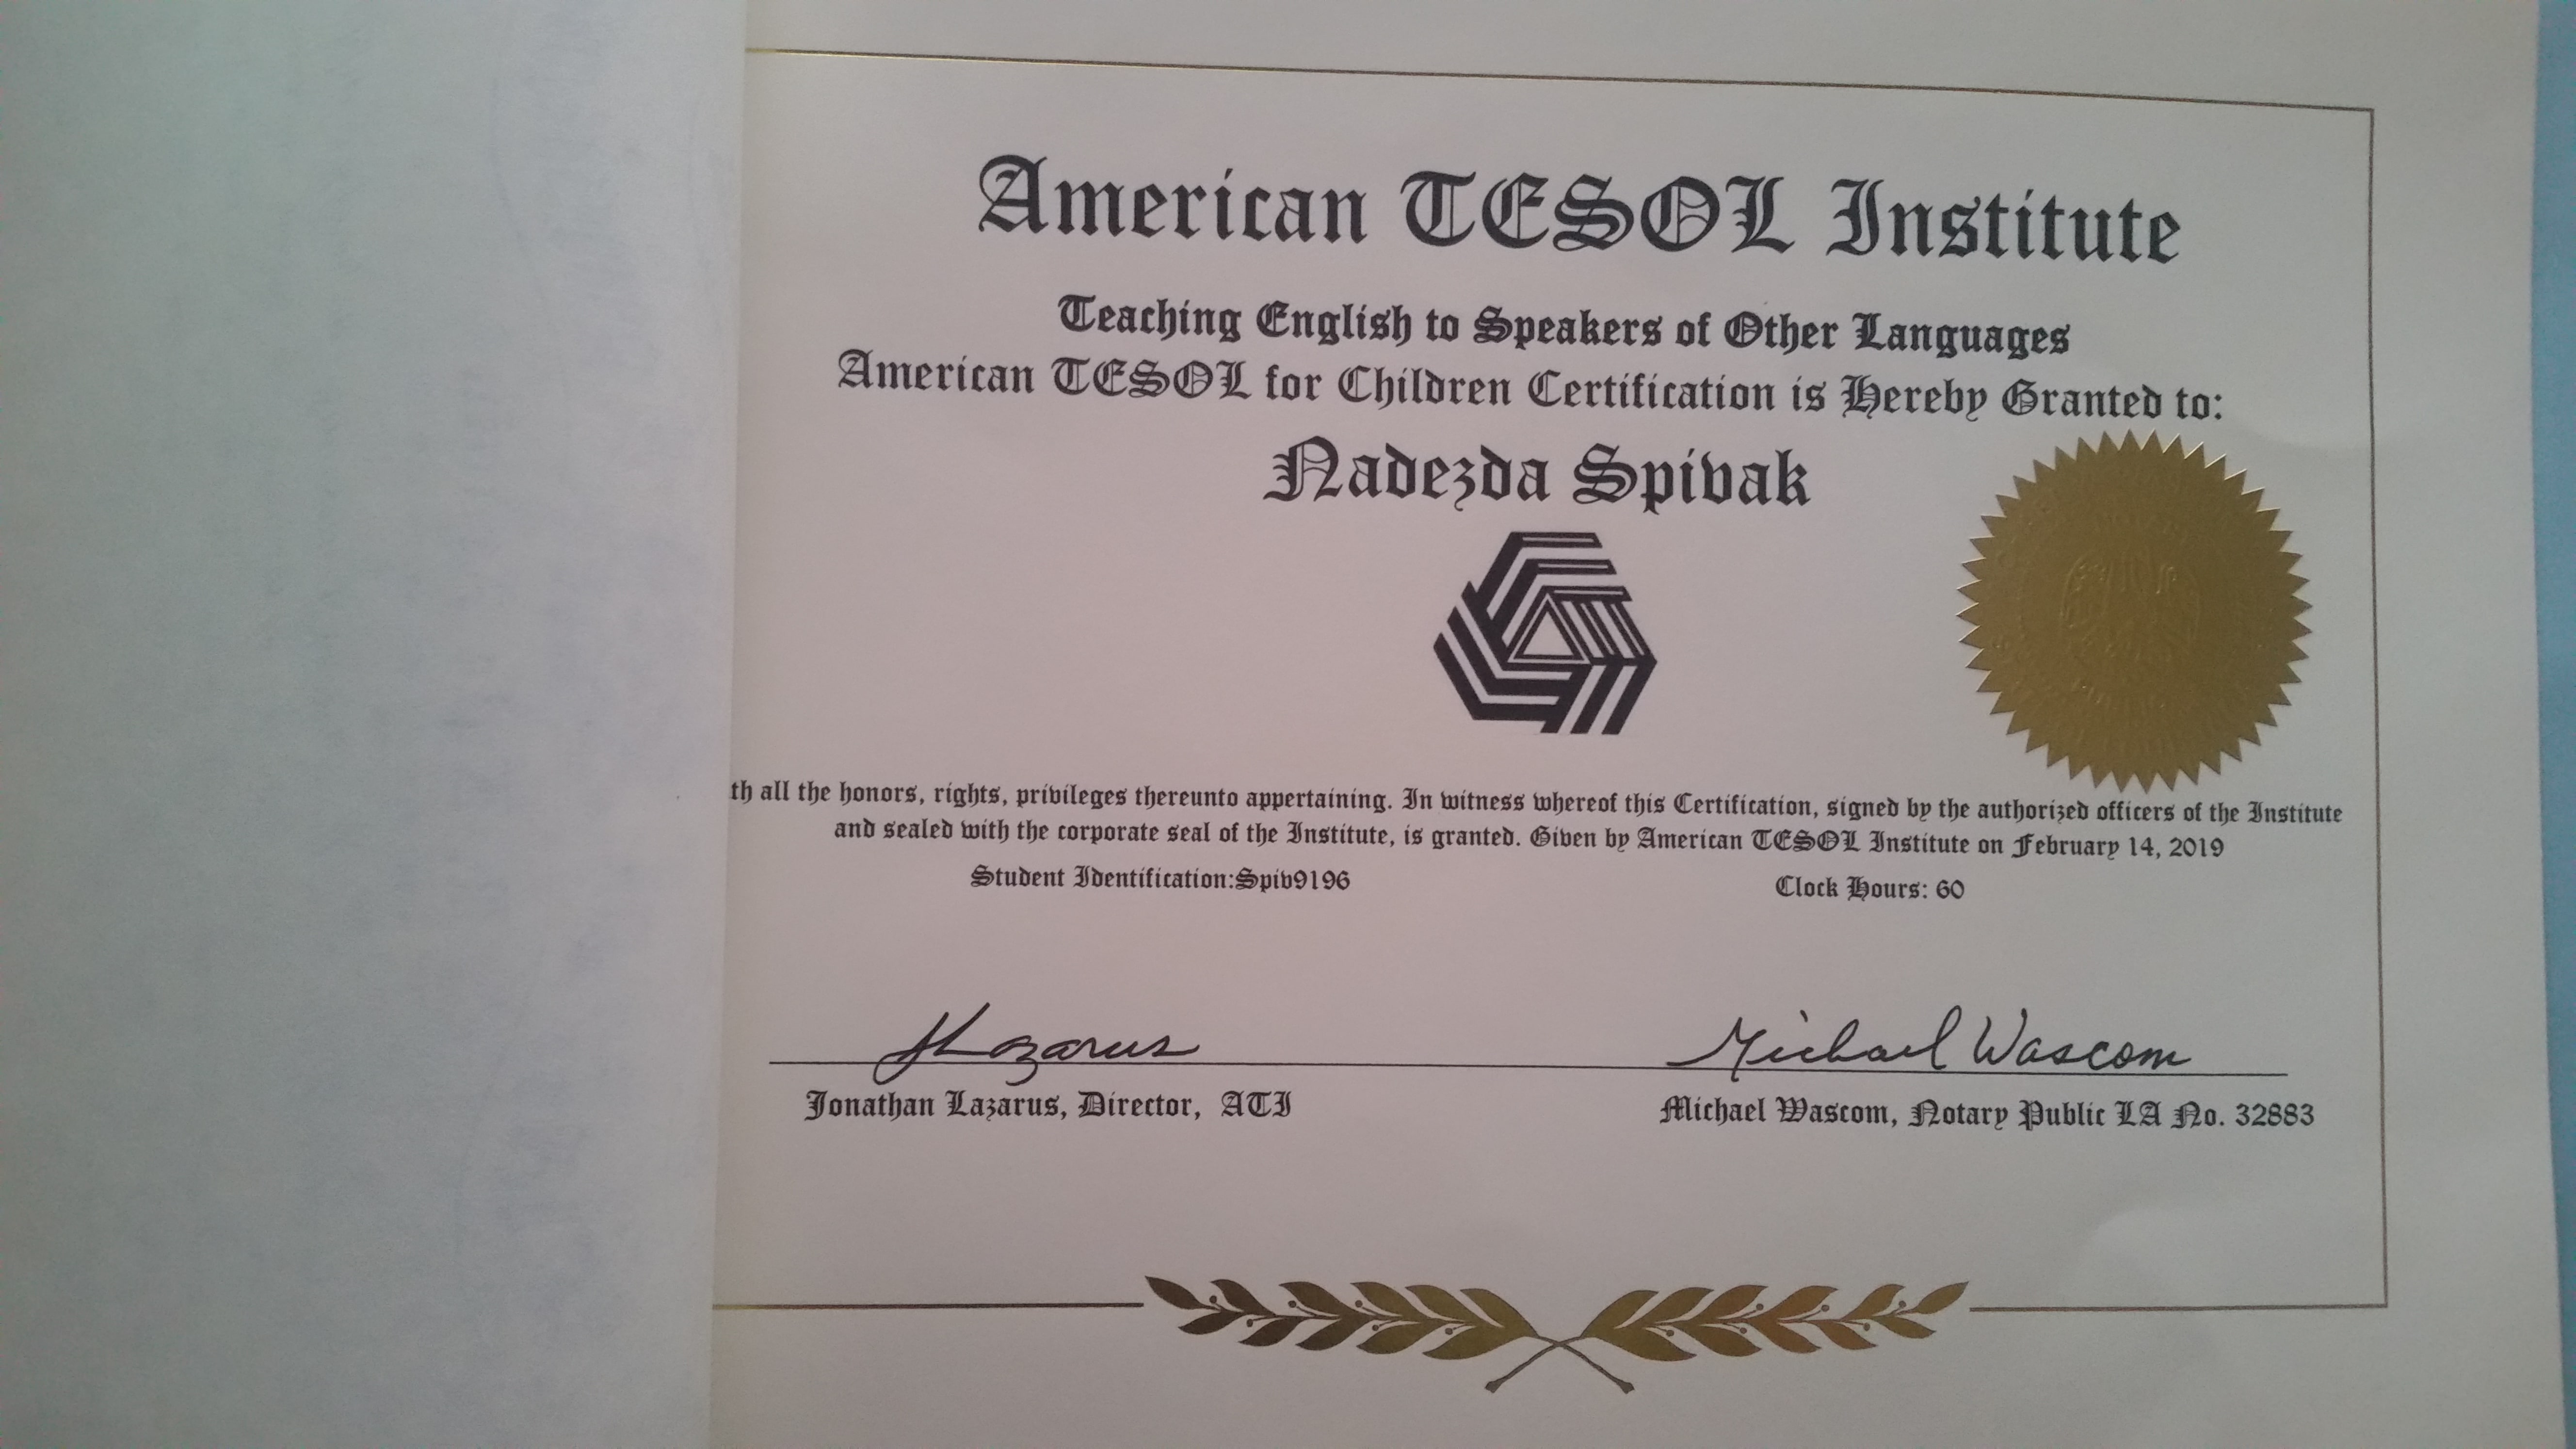 American TESOL Institute
Teaching English to Speakers of Other Languages
American TESOL for Children Certification is Hereby Granted to:
Nadezda Spivak
th all the honors, rights, privileges thereunto appertaining. In witness whereof this Certification, signed by the authorized officers of the Institute
and sealed with the corporate seal of the Institute, is granted. Given by American TESOL Institute on February 14, 2019
Student Identification:Spiv9196 Clock Hours: 60
JLazarus Michael Wascom
Jonathan Lazarus, Director, ATI Michael Wascom, Notary Public LA No. 32883